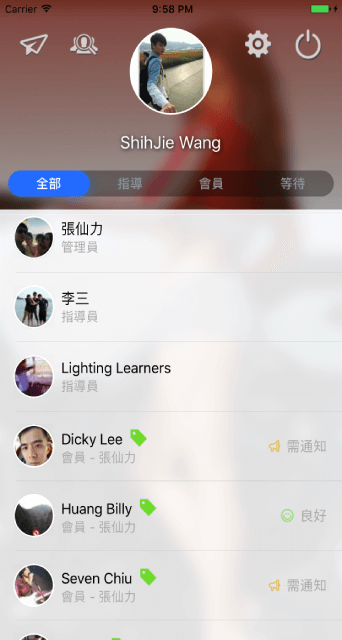 Carrier 9:58 PM
ShihJie Wang
全部 指導 會員 等待
張仙力
管理員
李三
指導員
Lighting Learners
指導員
Dicky Lee
會員 - 張仙力
需通知
Huang Billy
會員 - 張仙力
良好
Seven Chiu
會員 - 張仙力
需通知